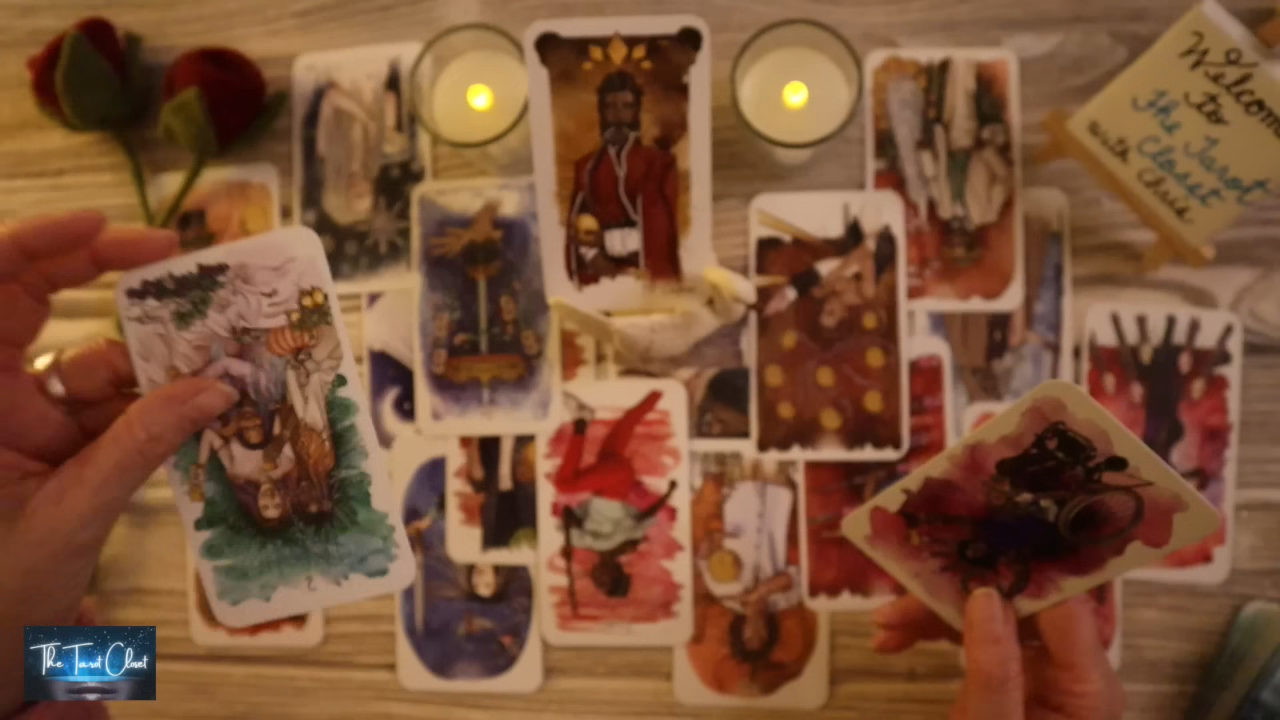 Welcome
to
The Tarot
Closet
with Chris
The Tarot Closet